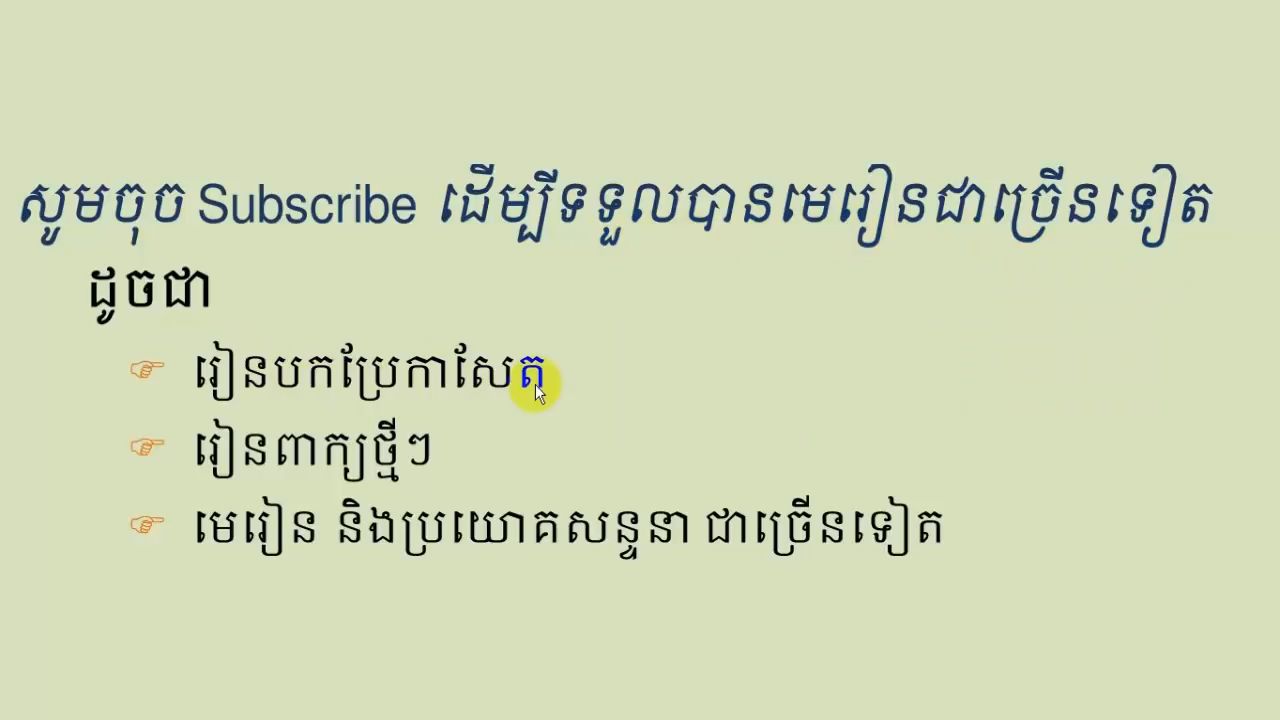 សូមចុច Subscribe ដើម្បីទទួលបានមេរៀនជាច្រើនទៀត
ដូចជា
រៀនបកប្រែកាសែត
រៀនពាក្យថ្មីៗ
មេរៀន និងប្រយោគសន្ទនា ជាច្រើនទៀត